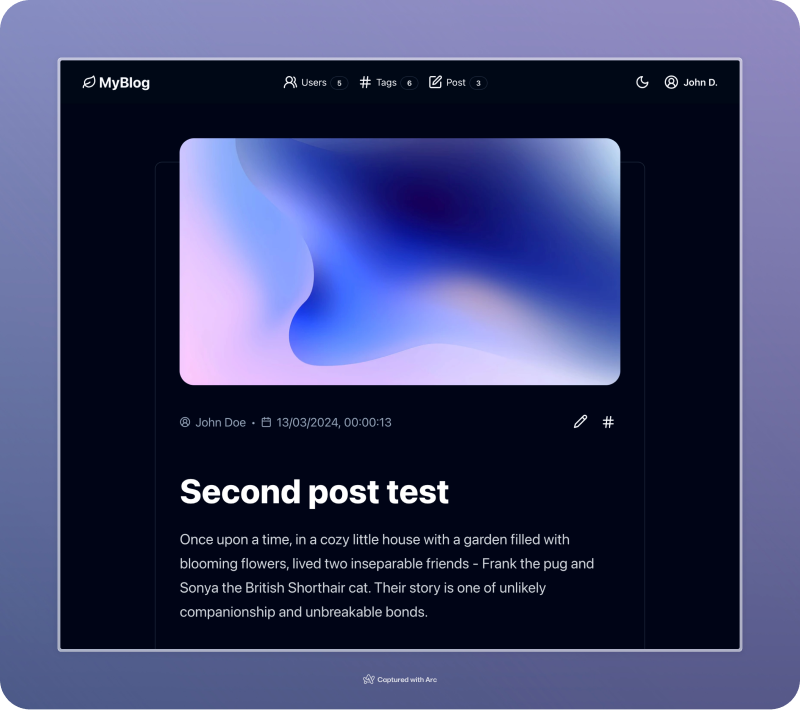 MyBlog
Users 5 Tags 6 Post 3
John D.
John Doe • 13/03/2024, 00:00:13
Second post test
Once upon a time, in a cozy little house with a garden filled with
blooming flowers, lived two inseparable friends - Frank the pug and
Sonya the British Shorthair cat. Their story is one of unlikely
companionship and unbreakable bonds.
Captured with Arc